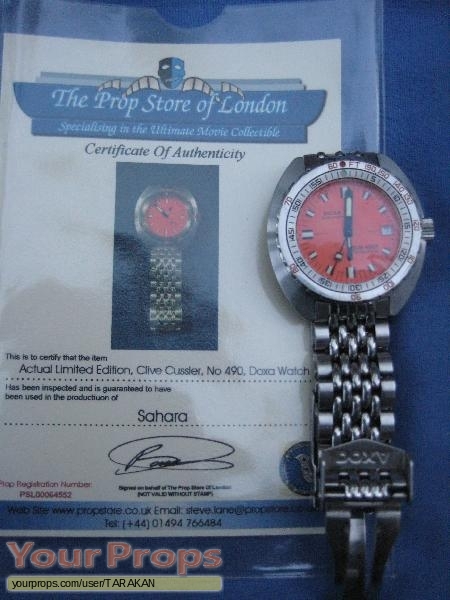 The Prop Store of London
Specialising in the Ultimate Movie Collectible
Certificate Of Authenticity
This is to certify that the item
Actual Limited Edition, Clive Cussler, No 490, Doxa Watch
Has been inspected and is guaranteed to have
been used in the production of
Sahara
Prop Registration Number:
PSL00064552
Signed on behalf of The Prop Store Of London
(NOT VALID WITHOUT STAMP)
Web Site www.propstore.co.uk Email: steve.lane@propstore.co
Tel: (+44) 01494 766484
DOXA
Your Props
yourprops.com/user/TARAKAN